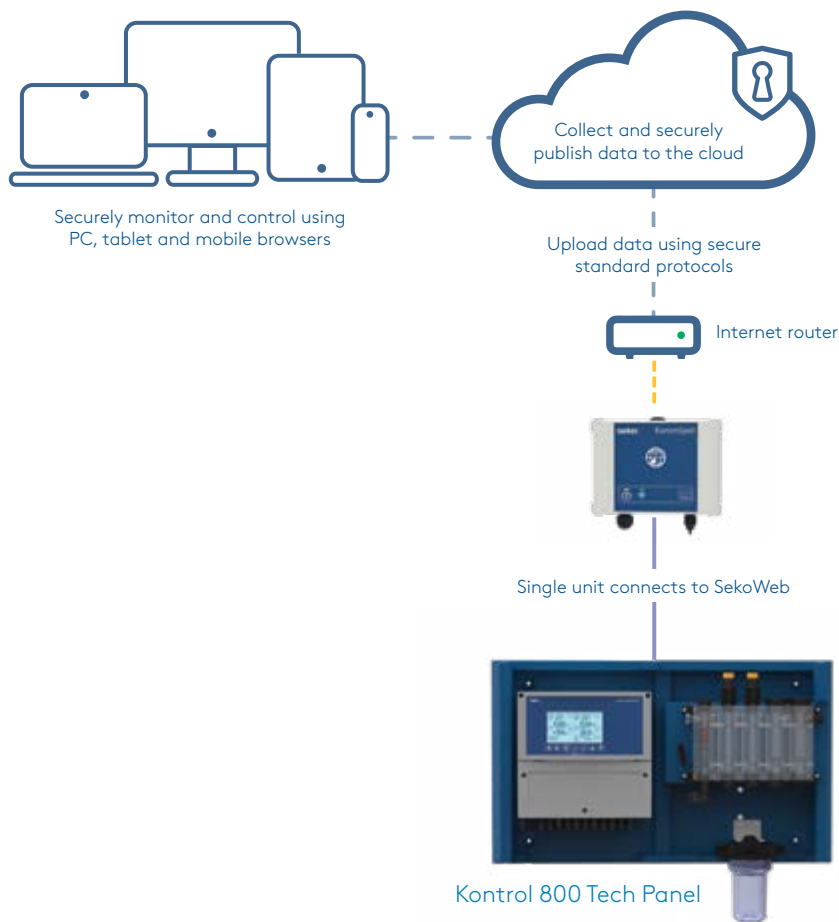 Collect and securely
publish data to the cloud
Securely monitor and control using
PC, tablet and mobile browsers
Upload data using secure
standard protocols
Internet router
Single unit connects to SekoWeb
Kontrol 800 Tech Panel